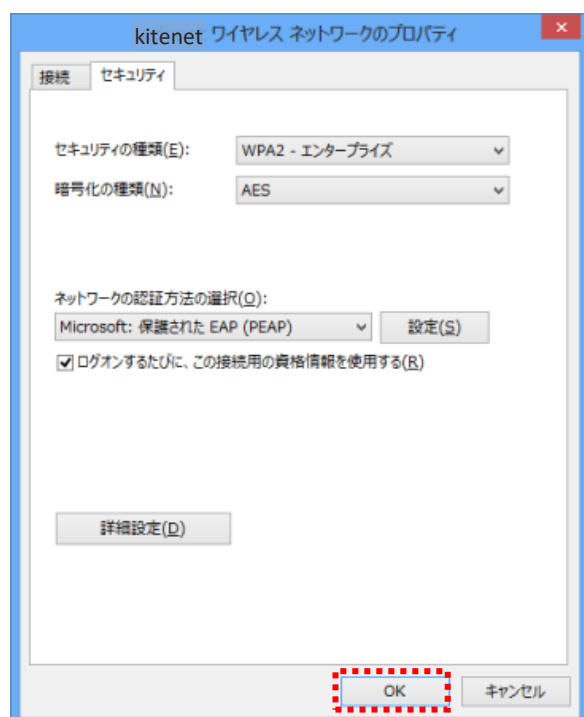 kitenet ワイヤレス ネットワークのプロパティ
接続 セキュリティ
セキュリティの種類(E): WPA2 - エンタープライズ
暗号化の種類(N): AES
ネットワークの認証方法の選択(O):
Microsoft: 保護された EAP (PEAP) 設定(S)
ログオンするたびに、この接続用の資格情報を使用する(R)
詳細設定(D)
OK キャンセル